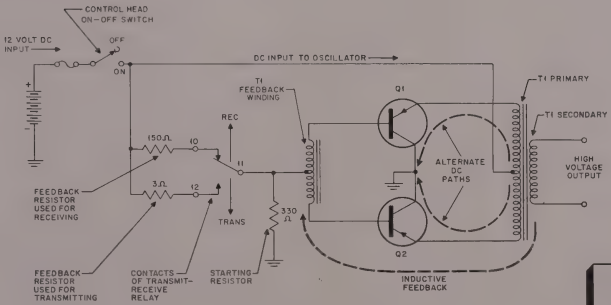 CONTROL HEAD
ON-OFF SWITCH
12 VOLT DC
INPUT
OFF
ON
DC INPUT TO OSCILLATOR
T1
FEEDBACK
WINDING
Q1
T1 PRIMARY
T1 SECONDARY
+
-
REC
150Ω
10
11
3Ω
12
TRANS
ALTERNATE
DC
PATHS
HIGH
VOLTAGE
OUTPUT
FEEDBACK
RESISTOR
USED FOR
RECEIVING
330
Ω
Q2
FEEDBACK
RESISTOR
USED FOR
TRANSMITTING
CONTACTS
OF TRANSMIT-
RECEIVE
RELAY
STARTING
RESISTOR
INDUCTIVE
FEEDBACK